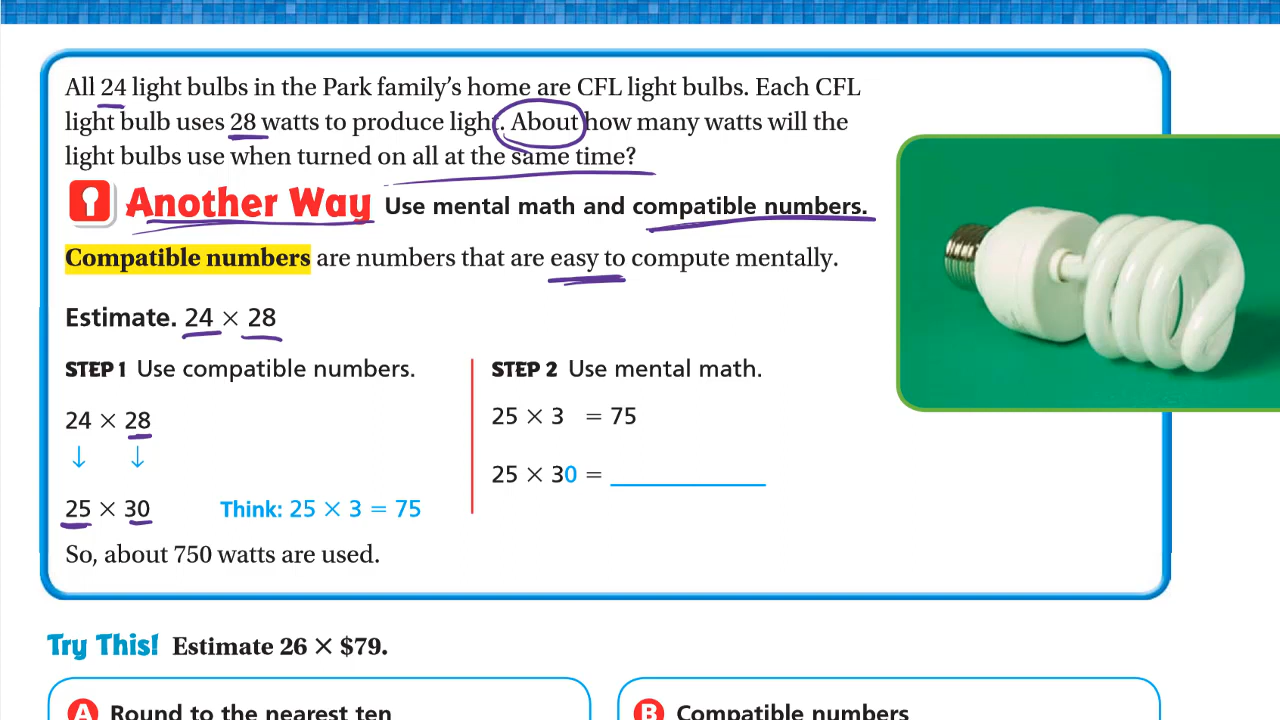 All 24 light bulbs in the Park family's home are CFL light bulbs. Each CFL
light bulb uses 28 watts to produce light. About how many watts will the
light bulbs use when turned on all at the same time?
Another Way Use mental math and compatible numbers.
Compatible numbers are numbers that are easy to compute mentally.
Estimate. 24 × 28
STEP 1 Use compatible numbers.
24 × 28
↓ ↓
25 × 30 Think: 25 × 3 = 75
STEP 2 Use mental math.
25 × 3 = 75
25 × 30 = ____________
So, about 750 watts are used.
Try This! Estimate 26 × $79.
A Round to the nearest ten
B Compatible numbers